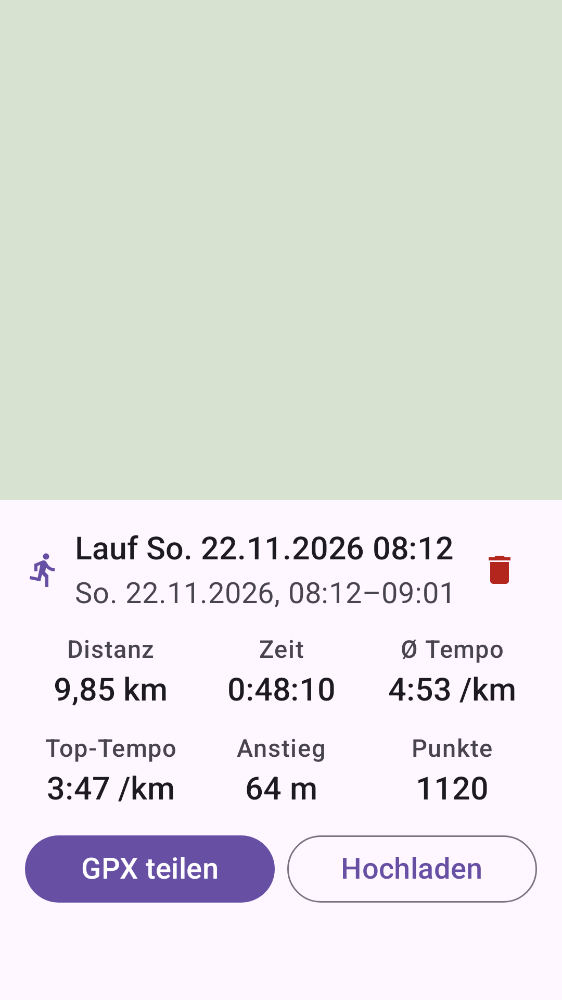 Lauf So. 22.11.2026 08:12
So. 22.11.2026, 08:12–09:01
Distanz Zeit Ø Tempo
9,85 km 0:48:10 4:53 /km
Top-Tempo Anstieg Punkte
3:47 /km 64 m 1120
GPX teilen Hochladen